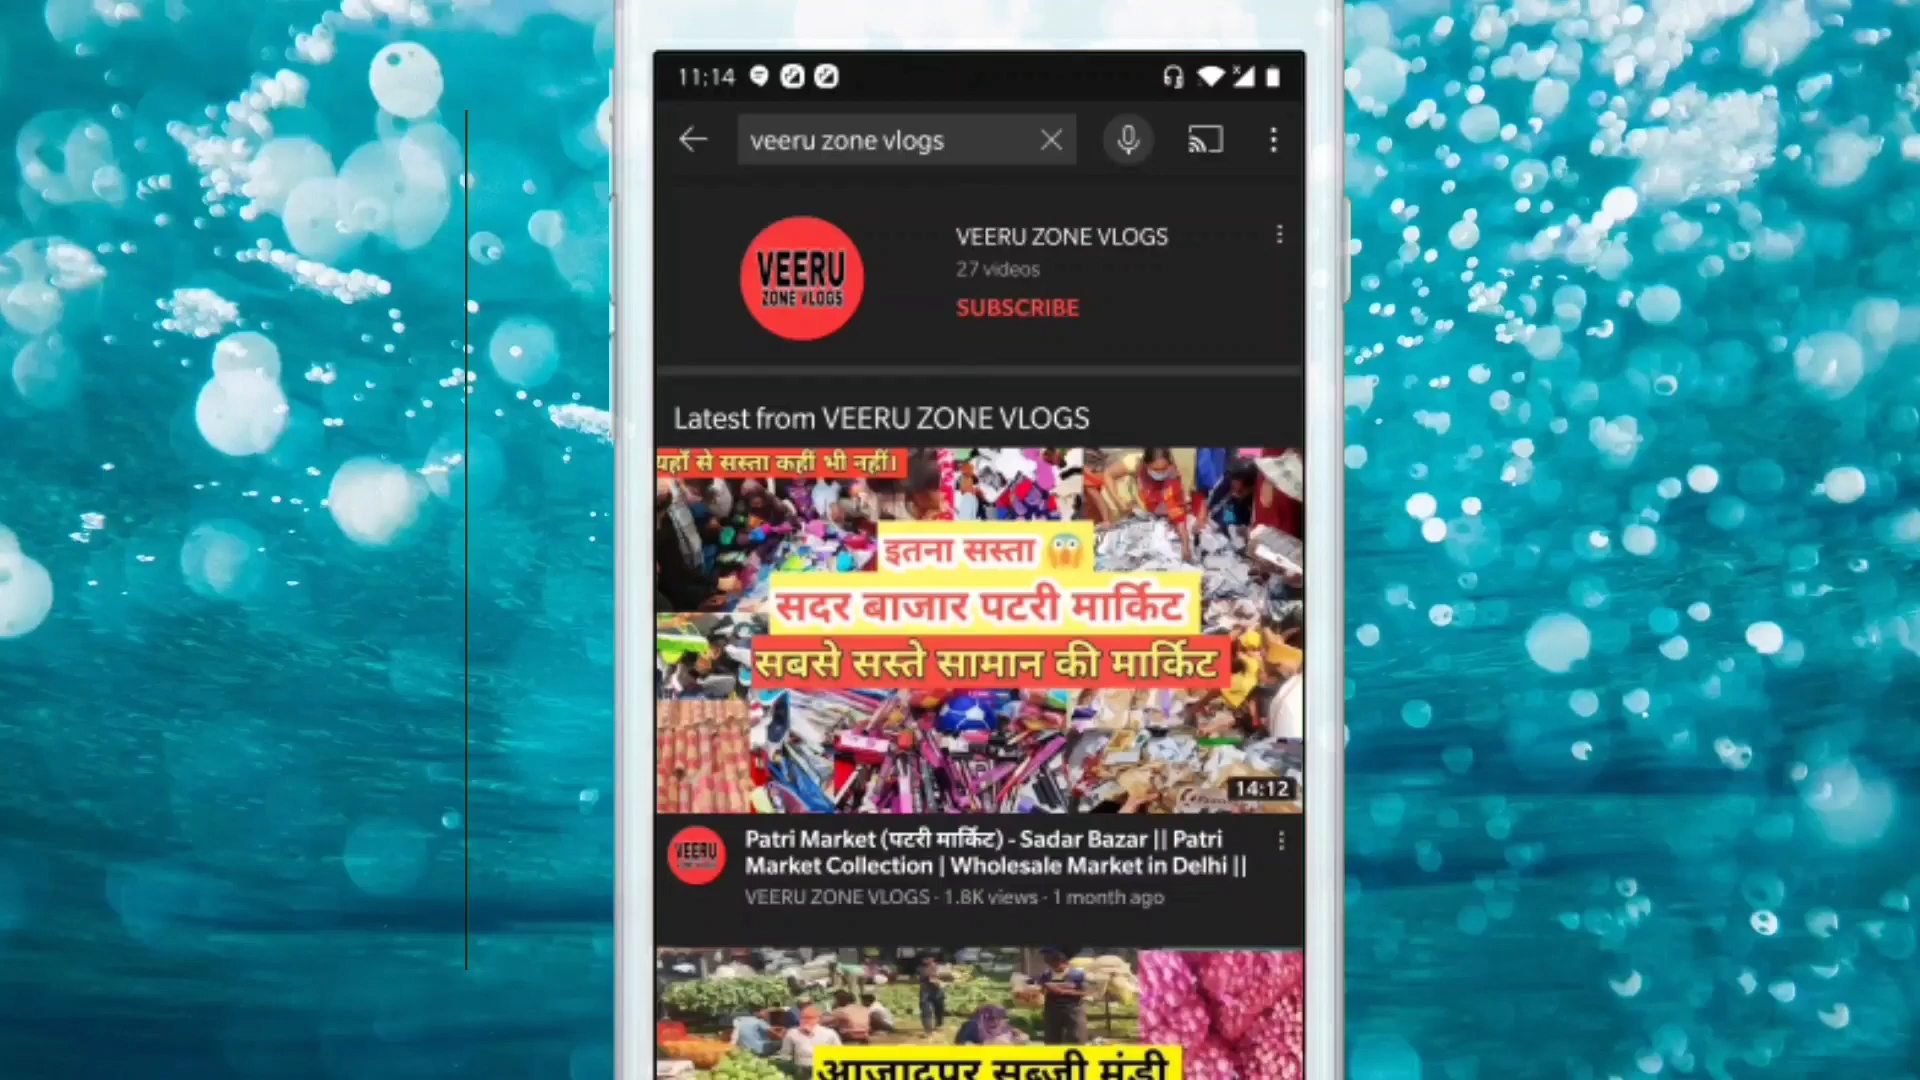 11:14
veeru zone vlogs
VEERU
ZONE VLOGS
VEERU ZONE VLOGS
27 videos
SUBSCRIBE
Latest from VEERU ZONE VLOGS
यहाँ से सस्ता कहीं भी नहीं।
इतना सस्ता 😱
सदर बाजार पटरी मार्किट
सबसे सस्ते सामान की मार्किट
14:12
VEERU
Patri Market (पटरी मार्किट) - Sadar Bazar || Patri
Market Collection | Wholesale Market in Delhi ||
VEERU ZONE VLOGS · 1.8K views · 1 month ago
आजादपुर सब्जी मंडी